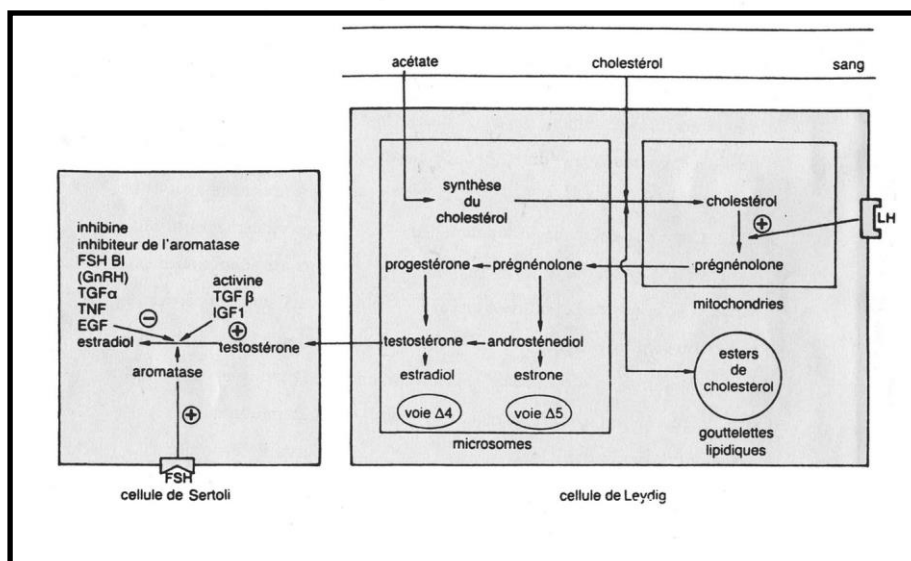 acétate
cholestérol
sang
synthèse
du
cholestérol
cholestérol
LH
progestérone
prégnénolone
prégnénolone
mitochondries
testostérone
androstènediol
estradiol
estrone
voie Δ4
voie Δ5
microsomes
esters
de
cholesterol
gouttelettes
lipidiques
cellule de Leydig
inhibine
inhibiteur de l'aromatase
FSH BI
(GnRH)
TGFα
TNF
EGF
estradiol
activine
TGF β
IGF1
testostérone
aromatase
FSH
cellule de Sertoli